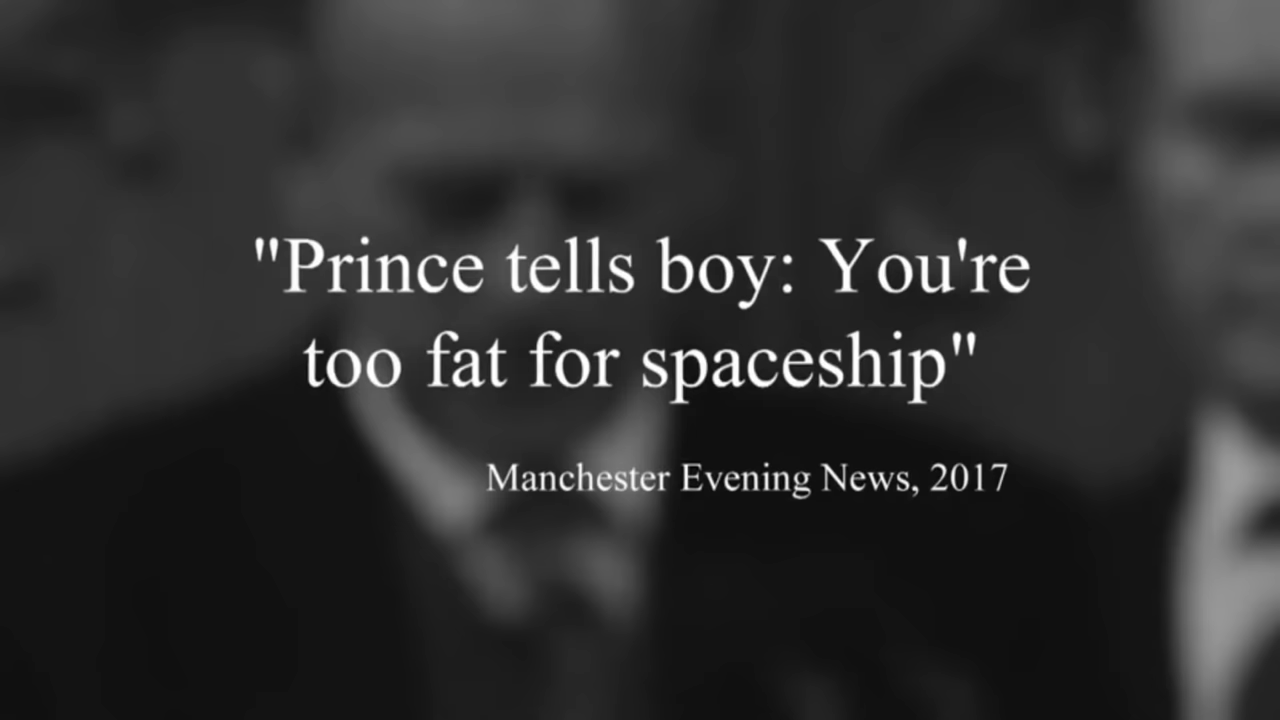 "Prince tells boy: You're
too fat for spaceship"
Manchester Evening News, 2017